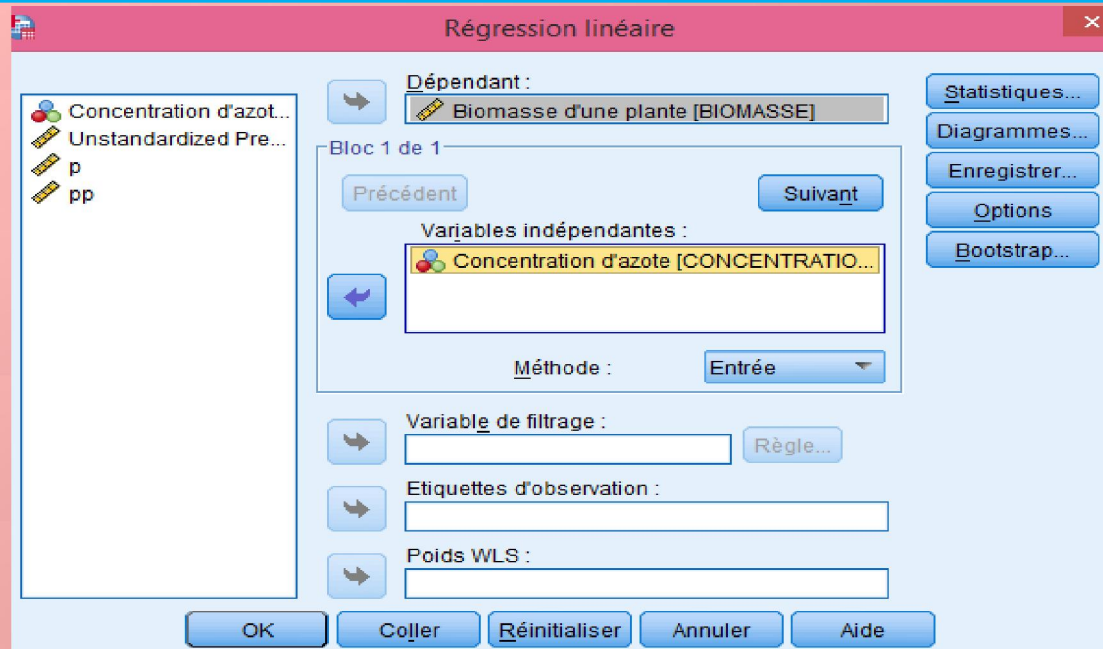 Régression linéaire
Concentration d'azot...
Unstandardized Pre...
p
pp
Dépendant :
Biomasse d'une plante [BIOMASSE]
Bloc 1 de 1
Précédent
Suivant
Variables indépendantes :
Concentration d'azote [CONCENTRATIO...
Méthode :
Entrée
Variable de filtrage :
Règle...
Etiquettes d'observation :
Poids WLS :
Statistiques...
Diagrammes...
Enregistrer...
Options
Bootstrap...
OK
Coller
Réinitialiser
Annuler
Aide